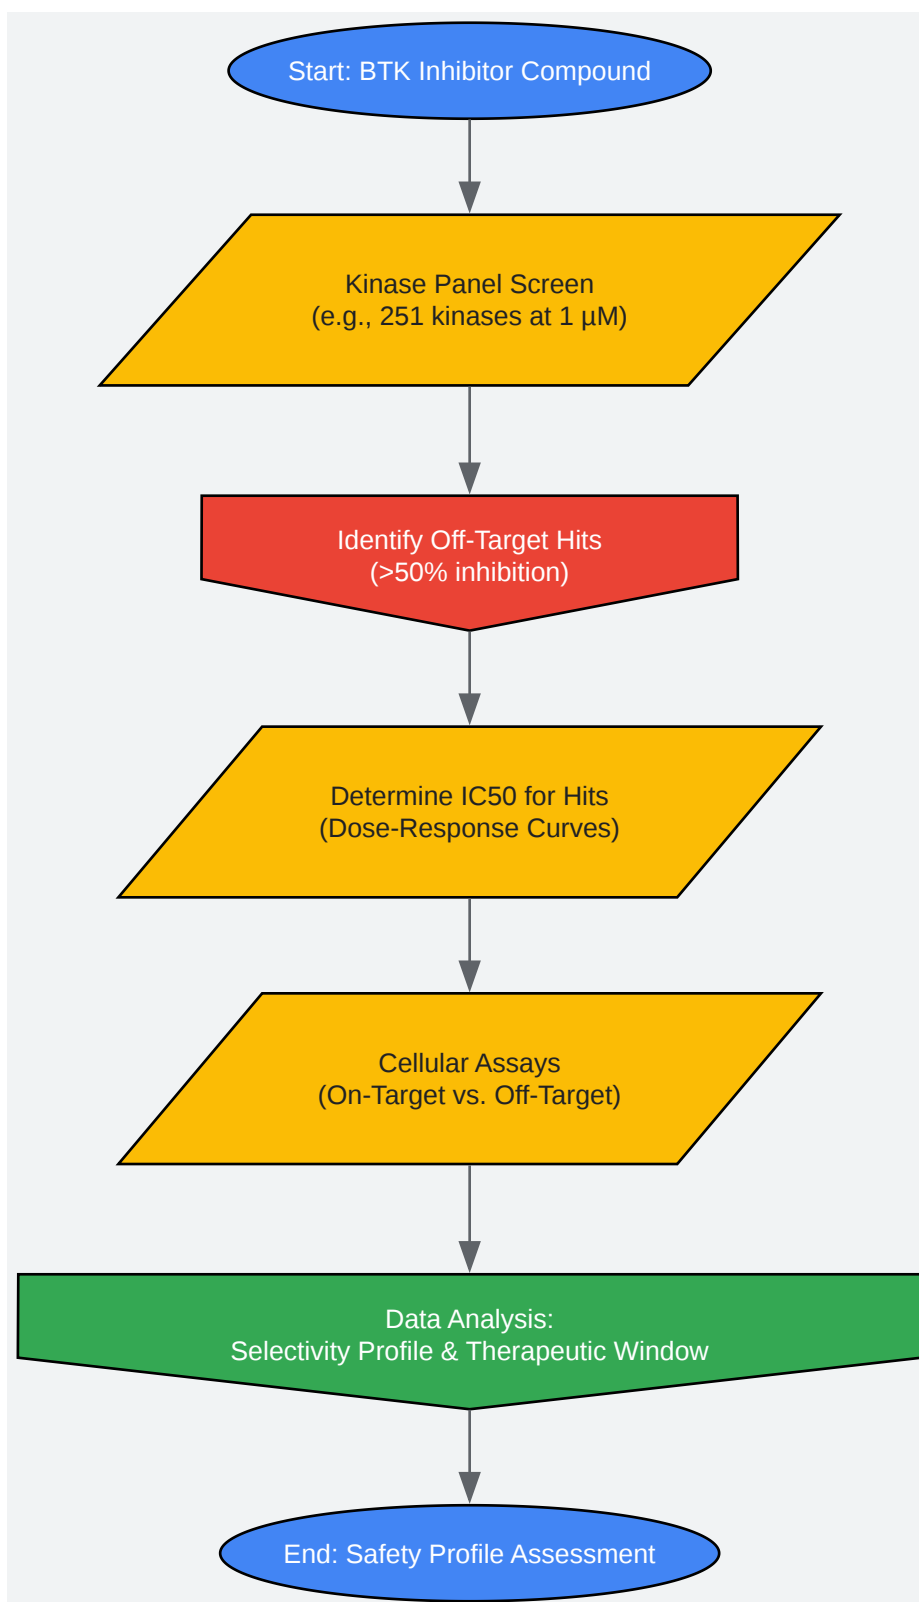 Start: BTK Inhibitor Compound
Kinase Panel Screen
(e.g., 251 kinases at 1 µM)
Identify Off-Target Hits
(>50% inhibition)
Determine IC50 for Hits
(Dose-Response Curves)
Cellular Assays
(On-Target vs. Off-Target)
Data Analysis:
Selectivity Profile & Therapeutic Window
End: Safety Profile Assessment